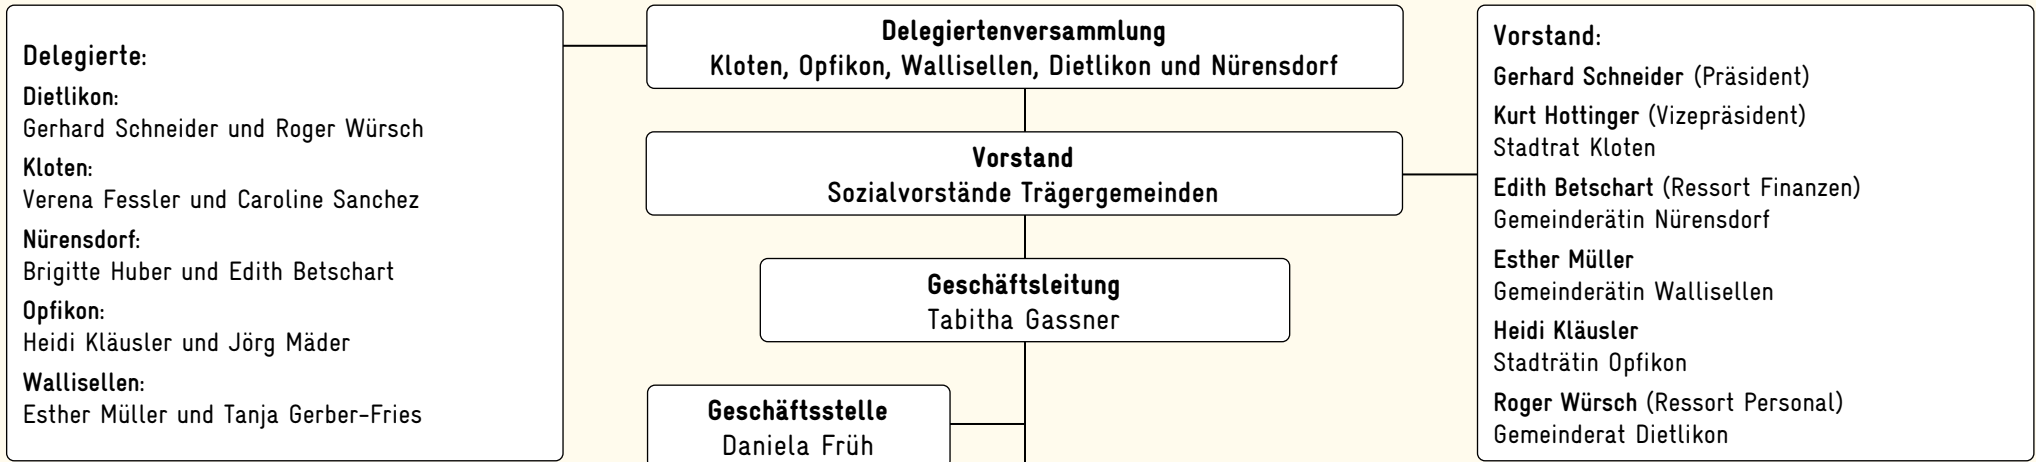 Delegierte:
Dietlikon:
Gerhard Schneider und Roger Würsch
Kloten:
Verena Fessler und Caroline Sanchez
Nürensdorf:
Brigitte Huber und Edith Betschart
Opfikon:
Heidi Kläusler und Jörg Mäder
Wallisellen:
Esther Müller und Tanja Gerber-Fries
Delegiertenversammlung
Kloten, Opfikon, Wallisellen, Dietlikon und Nürensdorf
Vorstand
Sozialvorstände Trägergemeinden
Geschäftsleitung
Tabitha Gassner
Geschäftsstelle
Daniela Früh
Vorstand:
Gerhard Schneider (Präsident)
Kurt Hottinger (Vizepräsident)
Stadtrat Kloten
Edith Betschart (Ressort Finanzen)
Gemeinderätin Nürensdorf
Esther Müller
Gemeinderätin Wallisellen
Heidi Kläusler
Stadträtin Opfikon
Roger Würsch (Ressort Personal)
Gemeinderat Dietlikon